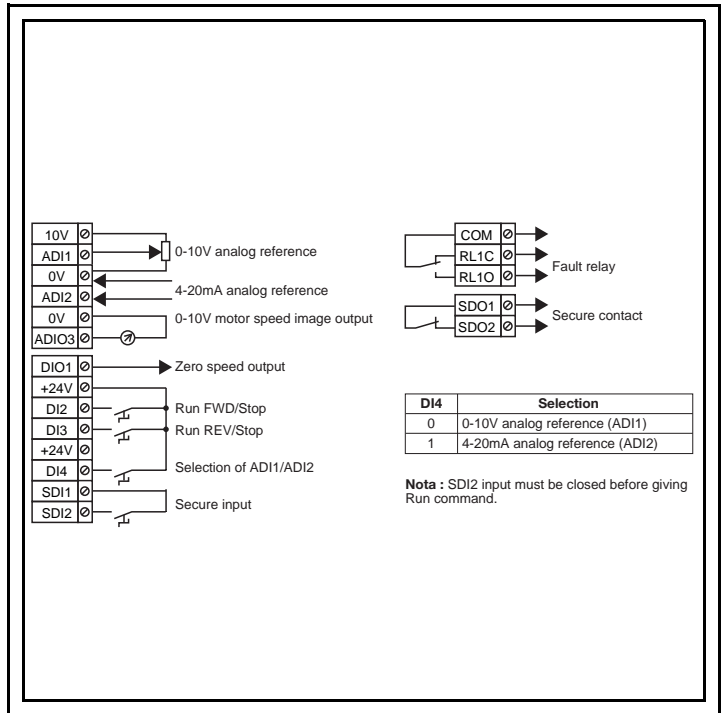 10V
ADI1
0-10V analog reference
0V
ADI2
4-20mA analog reference
0V
0-10V motor speed image output
ADIO3
DIO1
Zero speed output
+24V
DI2
Run FWD/Stop
DI3
Run REV/Stop
+24V
DI4
Selection of ADI1/ADI2
SDI1
Secure input
SDI2
COM
RL1C
Fault relay
RL1O
SDO1
Secure contact
SDO2
DI4 Selection
0 0-10V analog reference (ADI1)
1 4-20mA analog reference (ADI2)
Nota : SDI2 input must be closed before giving
Run command.